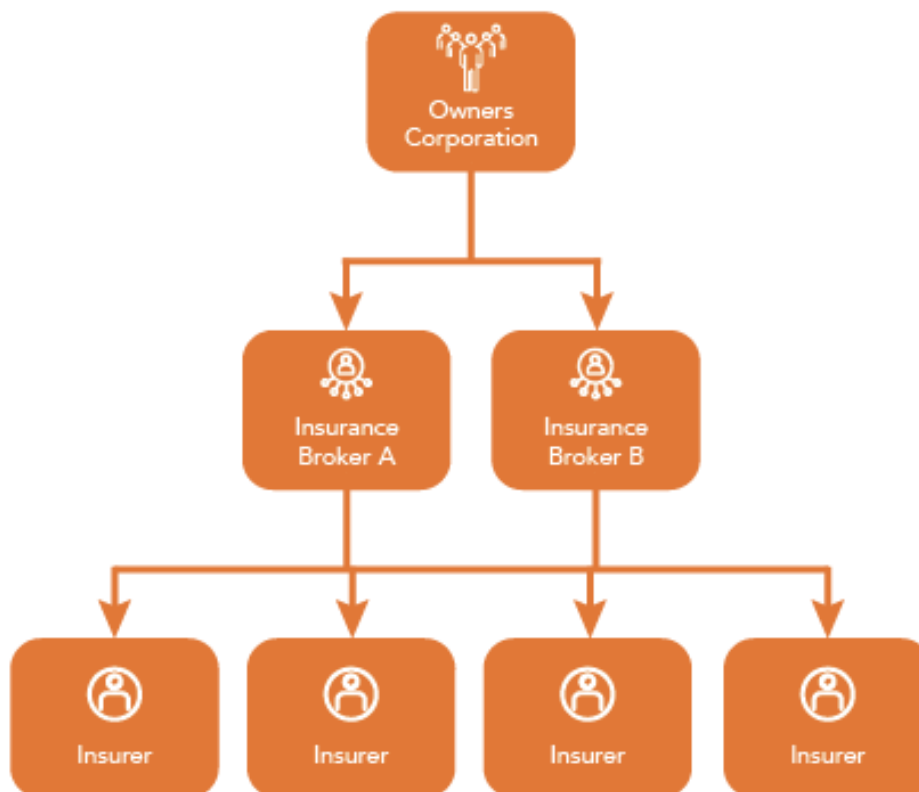 Owners
Corporation
Insurance
Broker A
Insurance
Broker B
Insurer
Insurer
Insurer
Insurer